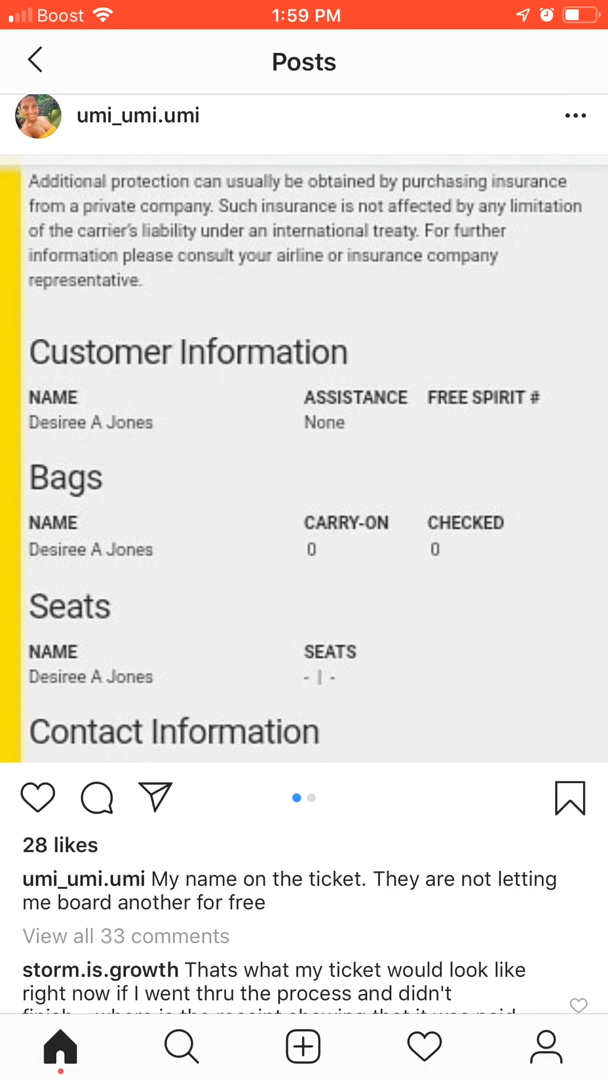 Boost 1:59 PM
Posts
umi_umi.umi
Additional protection can usually be obtained by purchasing insurance
from a private company. Such insurance is not affected by any limitation
of the carrier's liability under an international treaty. For further
information please consult your airline or insurance company
representative.
Customer Information
NAME ASSISTANCE FREE SPIRIT #
Desiree A Jones None
Bags
NAME CARRY-ON CHECKED
Desiree A Jones 0 0
Seats
NAME SEATS
Desiree A Jones - | -
Contact Information
28 likes
umi_umi.umi My name on the ticket. They are not letting
me board another for free
View all 33 comments
storm.is.growth Thats what my ticket would look like
right now if I went thru the process and didn't